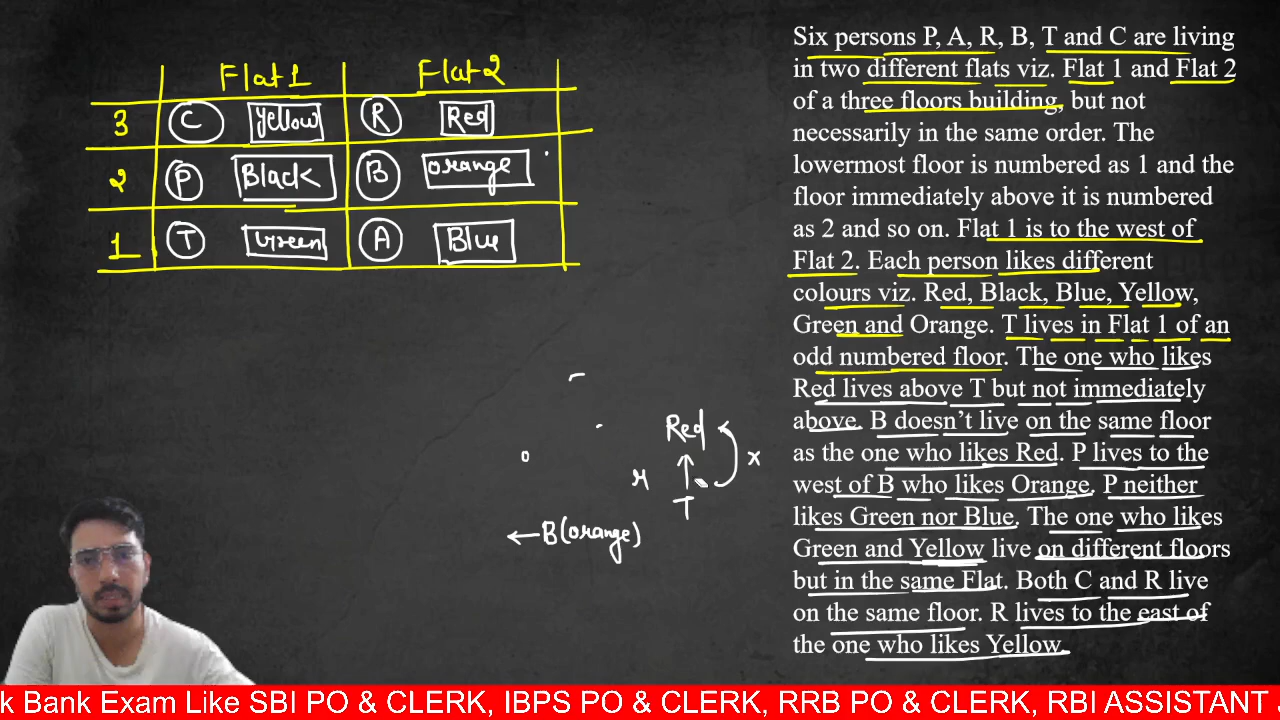 Flat 1 Flat 2
3 C Yellow R Red
2 P Black B Orange
1 T Green A Blue
Red
x
T
B(orange)
Six persons P, A, R, B, T and C are living
in two different flats viz. Flat 1 and Flat 2
of a three floors building, but not
necessarily in the same order. The
lowermost floor is numbered as 1 and the
floor immediately above it is numbered
as 2 and so on. Flat 1 is to the west of
Flat 2. Each person likes different
colours viz. Red, Black, Blue, Yellow,
Green and Orange. T lives in Flat 1 of an
odd numbered floor. The one who likes
Red lives above T but not immediately
above. B doesn't live on the same floor
as the one who likes Red. P lives to the
west of B who likes Orange. P neither
likes Green nor Blue. The one who likes
Green and Yellow live on different floors
but in the same Flat. Both C and R live
on the same floor. R lives to the east of
the one who likes Yellow.
k Bank Exam Like SBI PO & CLERK, IBPS PO & CLERK, RRB PO & CLERK, RBI ASSISTANT